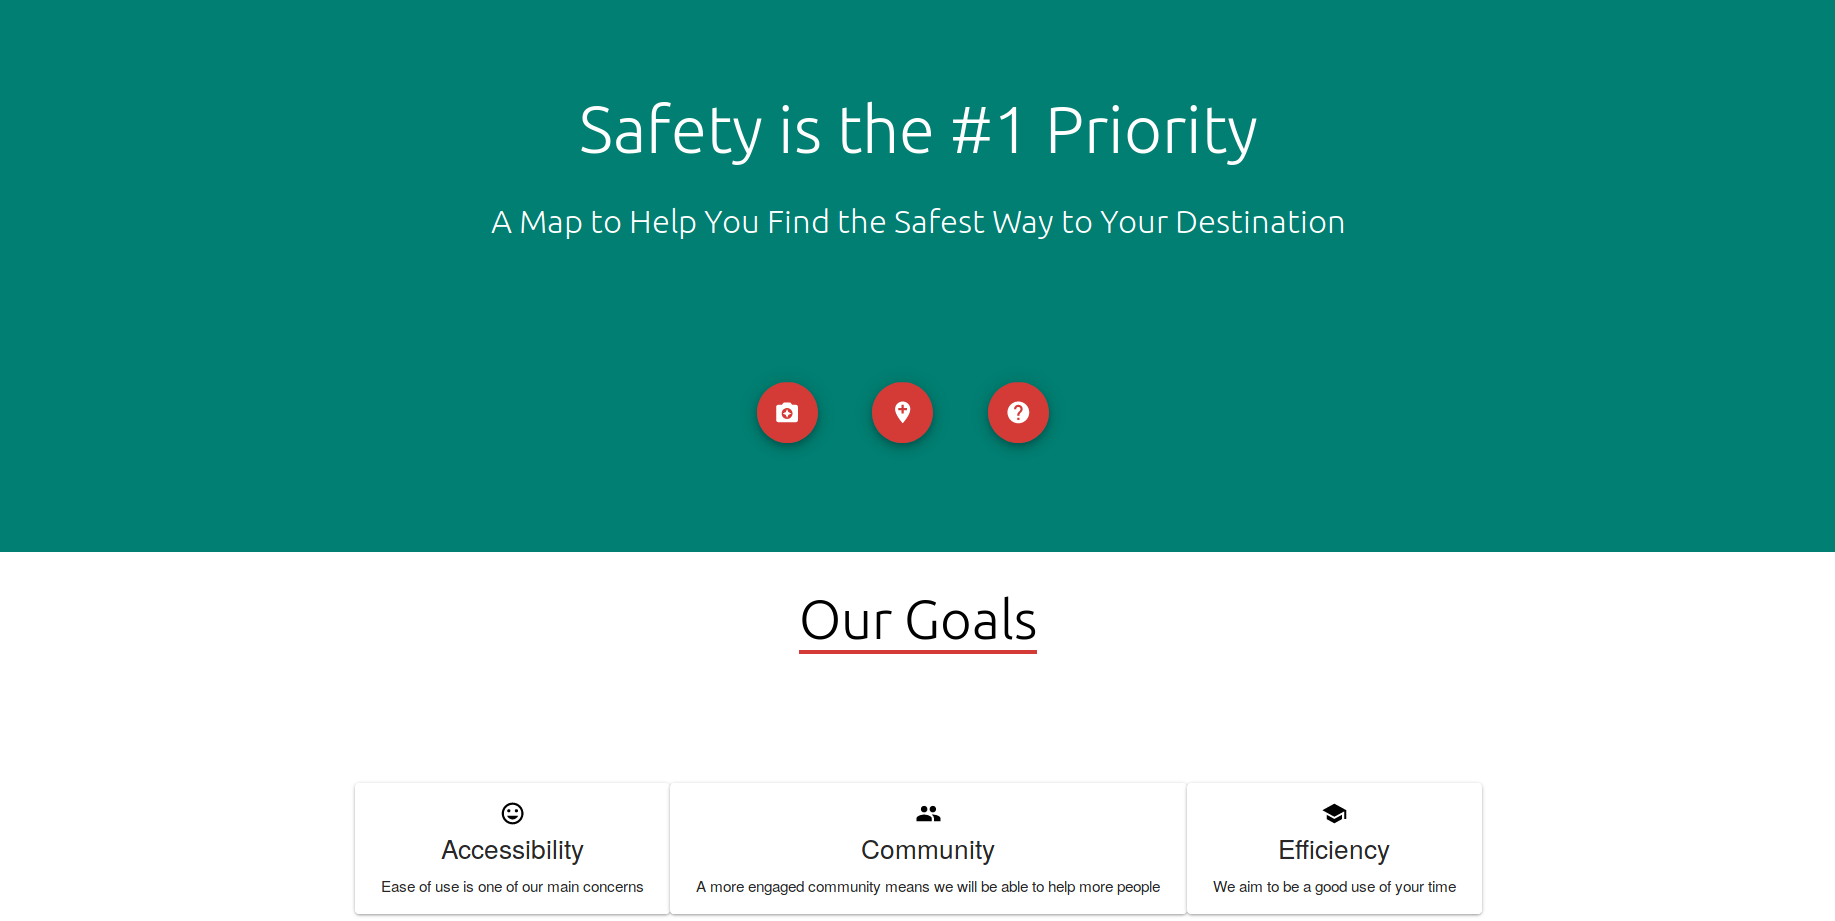 Safety is the #1 Priority
A Map to Help You Find the Safest Way to Your Destination
Our Goals
Accessibility
Ease of use is one of our main concerns
Community
A more engaged community means we will be able to help more people
Efficiency
We aim to be a good use of your time